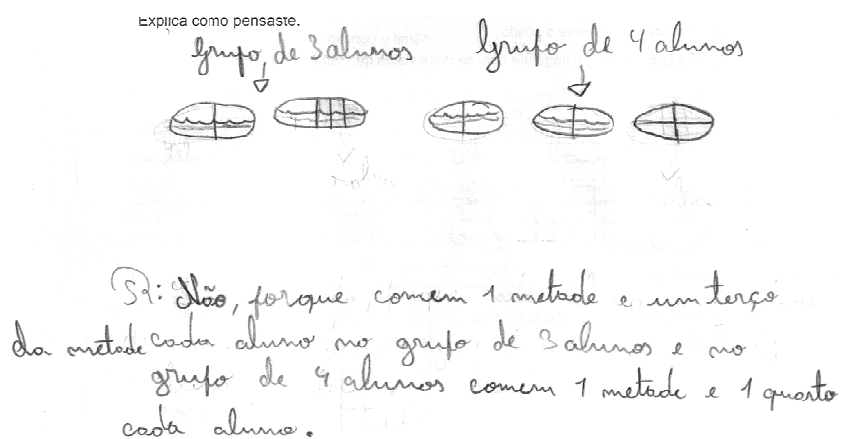 Explica como pensaste.
Grupo de 3 alunos
Grupo de 4 alunos
R: Não, porque comem 1 metade e um terço
da metade cada aluno no grupo de 3 alunos e no
grupo de 4 alunos comem 1 metade e 1 quarto
cada aluno.